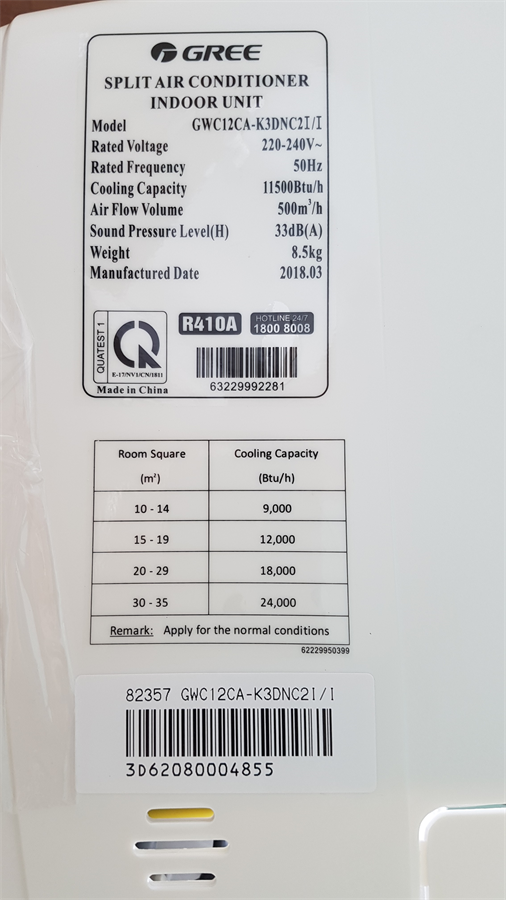 GREE
SPLIT AIR CONDITIONER
INDOOR UNIT
Model GWC12CA-K3DNC2I/I
Rated Voltage 220-240V~
Rated Frequency 50Hz
Cooling Capacity 11500Btu/h
Air Flow Volume 500m³/h
Sound Pressure Level(H) 33dB(A)
Weight 8.5kg
Manufactured Date 2018.03
QUATEST 1
E-17/NV1/CN/1811
Made in China
R410A
HOTLINE 24/7
1800 8008
63229992281
Room Square (m²) Cooling Capacity (Btu/h)
10 - 14 9,000
15 - 19 12,000
20 - 29 18,000
30 - 35 24,000
Remark: Apply for the normal conditions
62229950399
82357 GWC12CA-K3DNC2I/I
3D62080004855